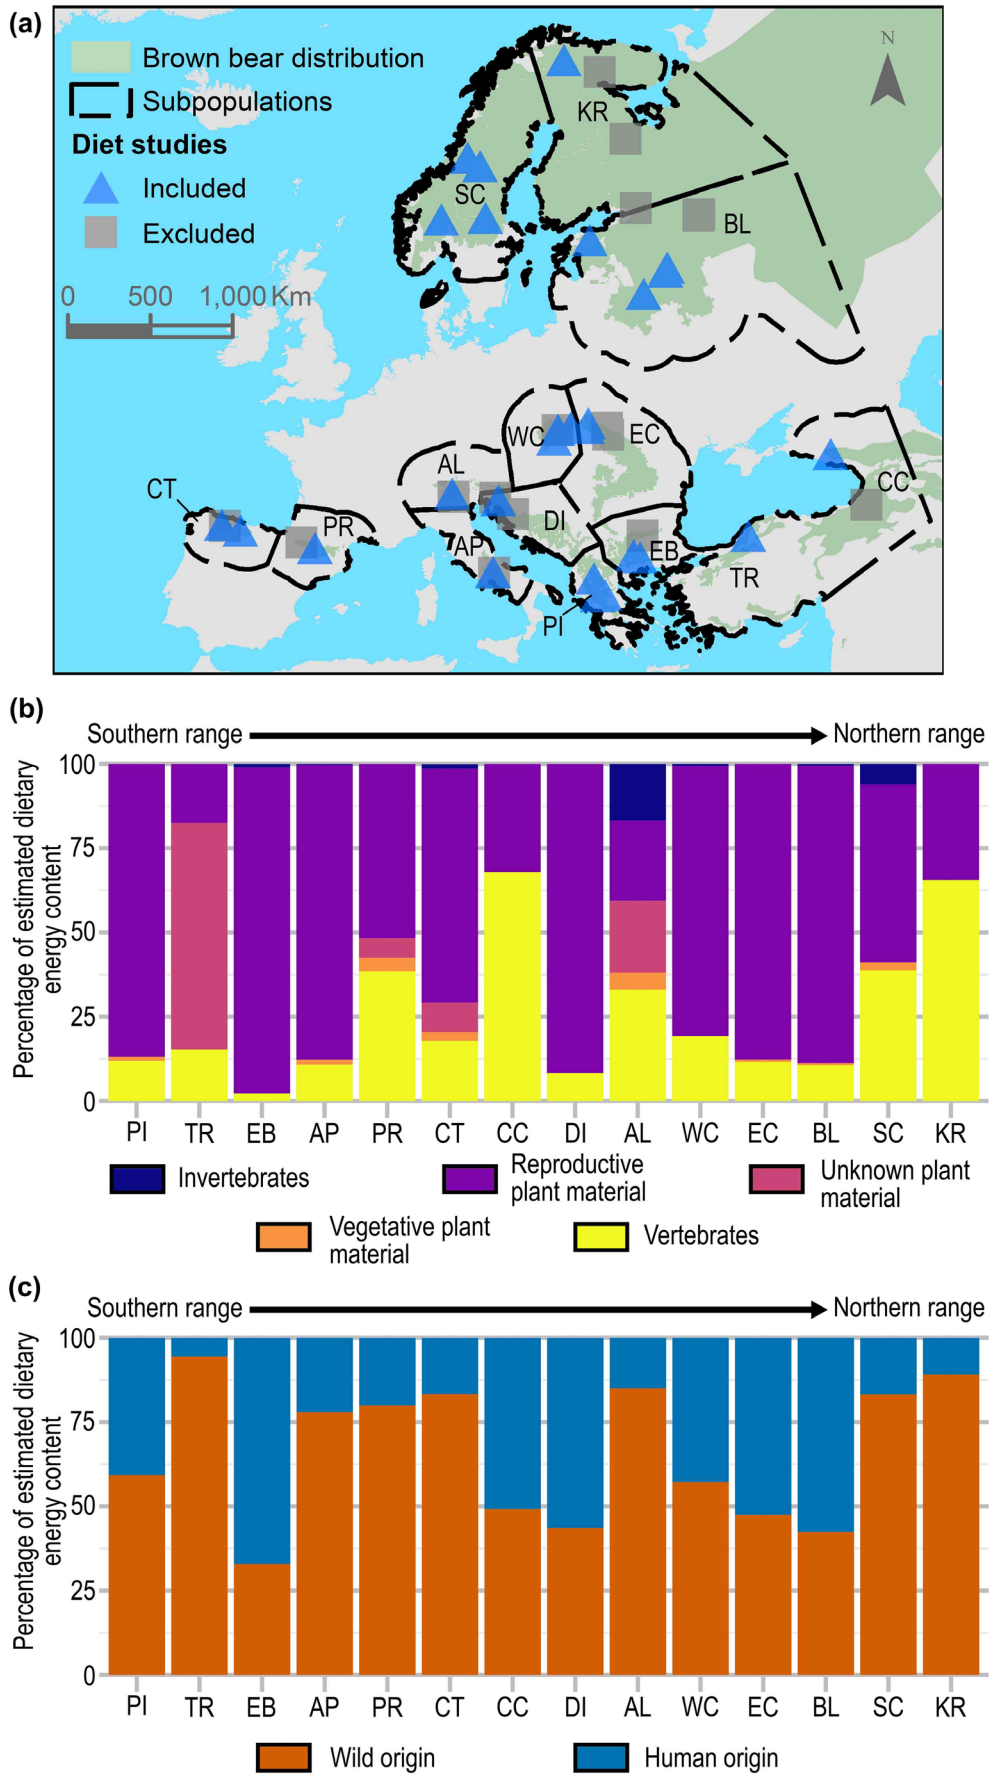 (a)
Brown bear distribution
Subpopulations
Diet studies
Included
Excluded
0 500 1,000 Km
N
KR
SC
BL
WC
EC
AL
CC
CT
PR
DI
AP
EB
TR
PI
(b)
Southern range
Northern range
Percentage of estimated dietary
energy content
100
75
50
25
0
PI TR EB AP PR CT CC DI AL WC EC BL SC KR
Invertebrates
Reproductive
plant material
Unknown plant
material
Vegetative plant
material
Vertebrates
(c)
Southern range
Northern range
Percentage of estimated dietary
energy content
100
75
50
25
0
PI TR EB AP PR CT CC DI AL WC EC BL SC KR
Wild origin
Human origin